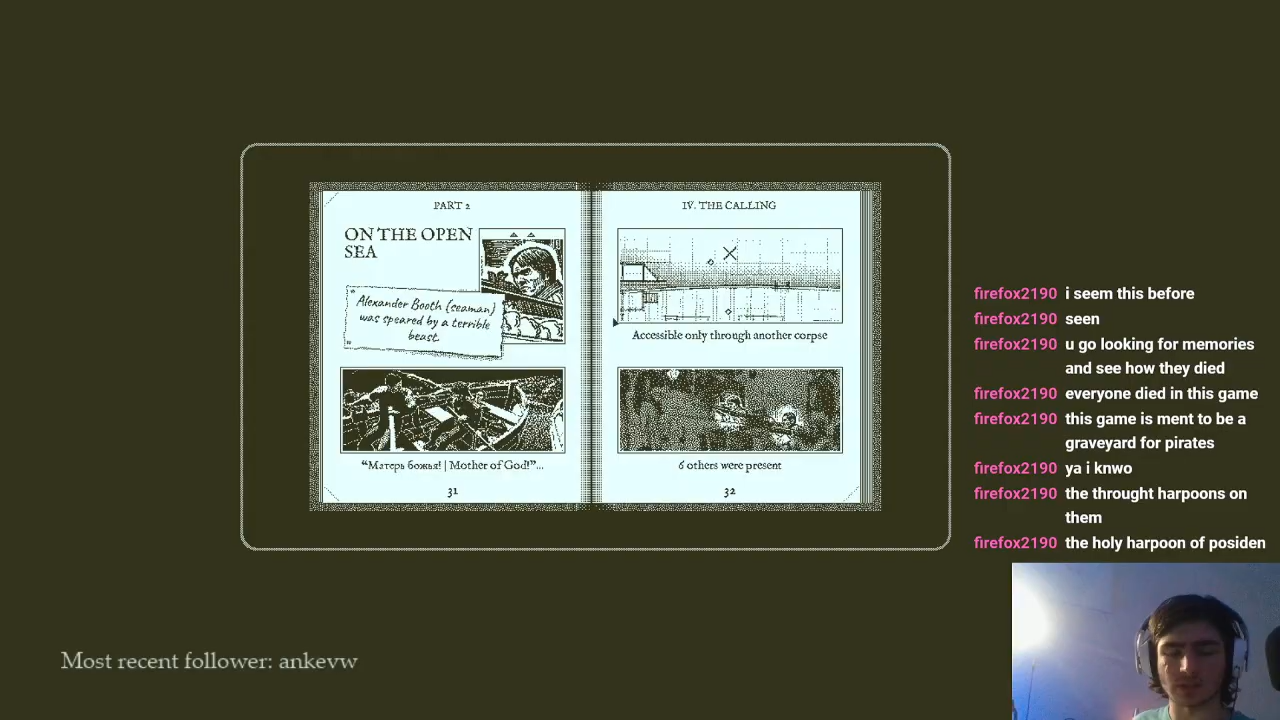 PART 2
ON THE OPEN
SEA
Alexander Booth (seaman)
was speared by a terrible
beast.
“Матерь божья! | Mother of God!”...
31
IV. THE CALLING
Accessible only through another corpse
6 others were present
32
firefox2190 i seem this before
firefox2190 seen
firefox2190 u go looking for memories
and see how they died
firefox2190 everyone died in this game
firefox2190 this game is ment to be a
graveyard for pirates
firefox2190 ya i knwo
firefox2190 the throught harpoons on
them
firefox2190 the holy harpoon of posiden
Most recent follower: ankevw